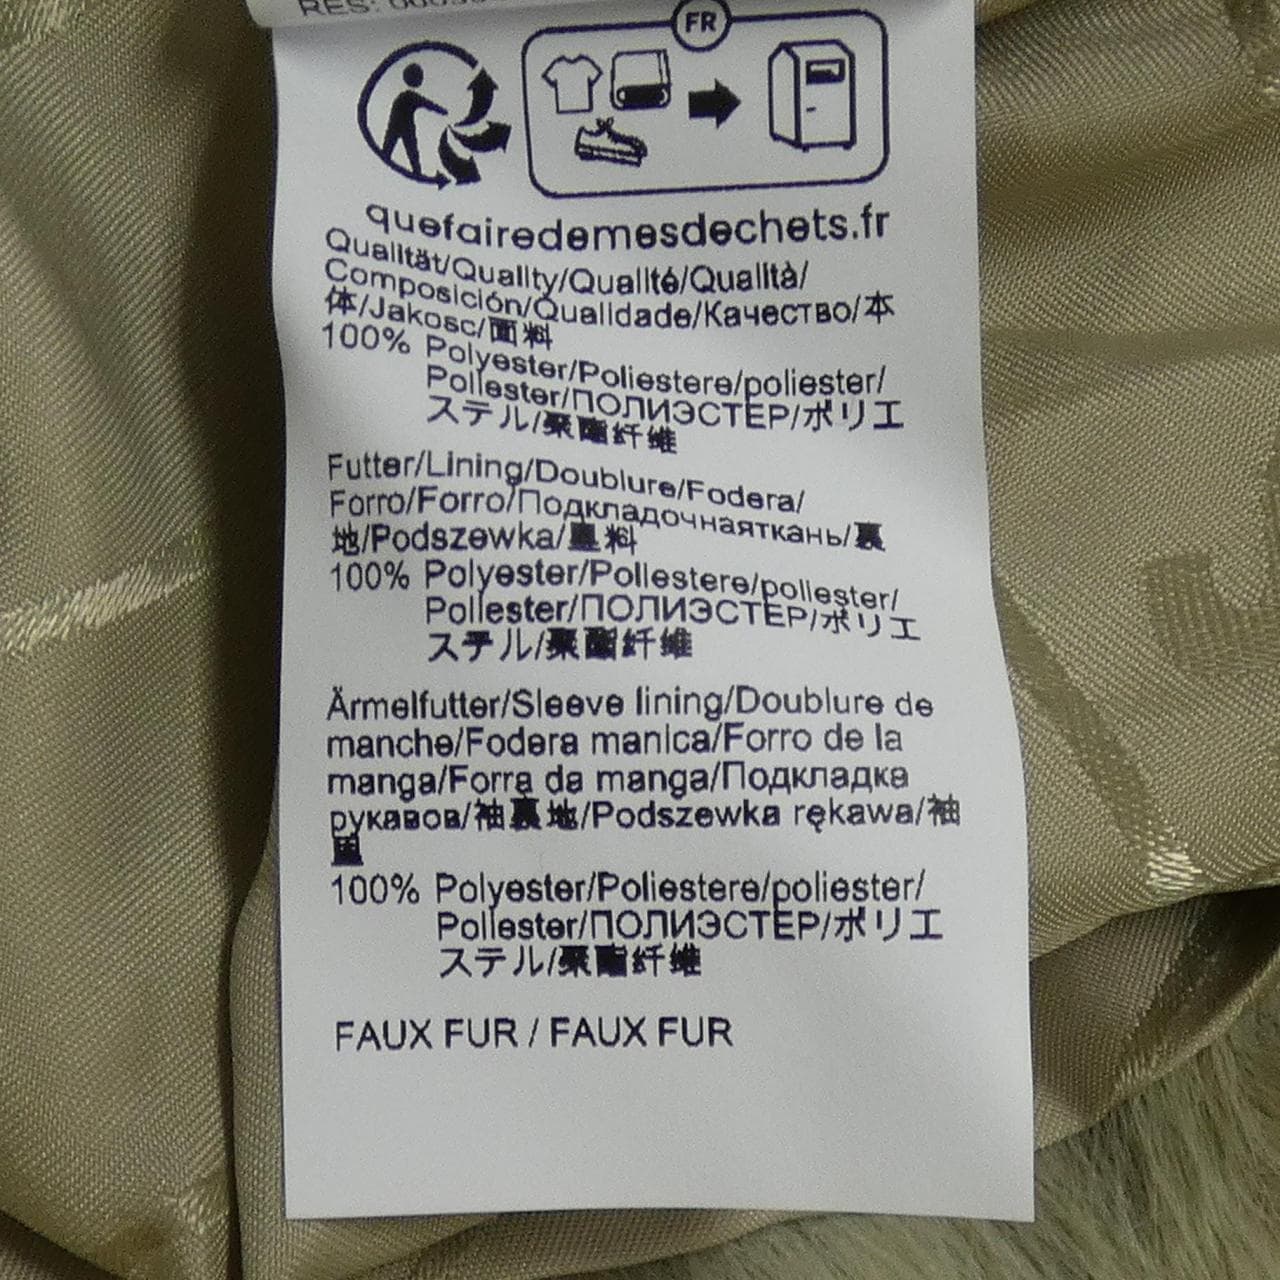 RES:
FR
quefairedemesdechets.fr
Qualität/Quality/Qualité/Qualità/
Composición/Qualidade/Качество/本
体/Jakosc/面料
100% Polyester/Poliestere/poliester/
Poliester/ПОЛИЭСТЕР/ポリエ
ステル/聚酯纤维
Futter/Lining/Doublure/Fodera/
Forro/Forro/Подкладочнаяткань/裏
地/Podszewka/里料
100% Polyester/Poliestere/poliester/
Poliester/ПОЛИЭСТЕР/ポリエ
ステル/聚酯纤维
Ärmelfutter/Sleeve lining/Doublure de
manche/Fodera manica/Forro de la
manga/Forra da manga/Подкладка
рукавов/袖裏地/Podszewka rękawa/袖
里
100% Polyester/Poliestere/poliester/
Poliester/ПОЛИЭСТЕР/ポリエ
ステル/聚酯纤维
FAUX FUR / FAUX FUR